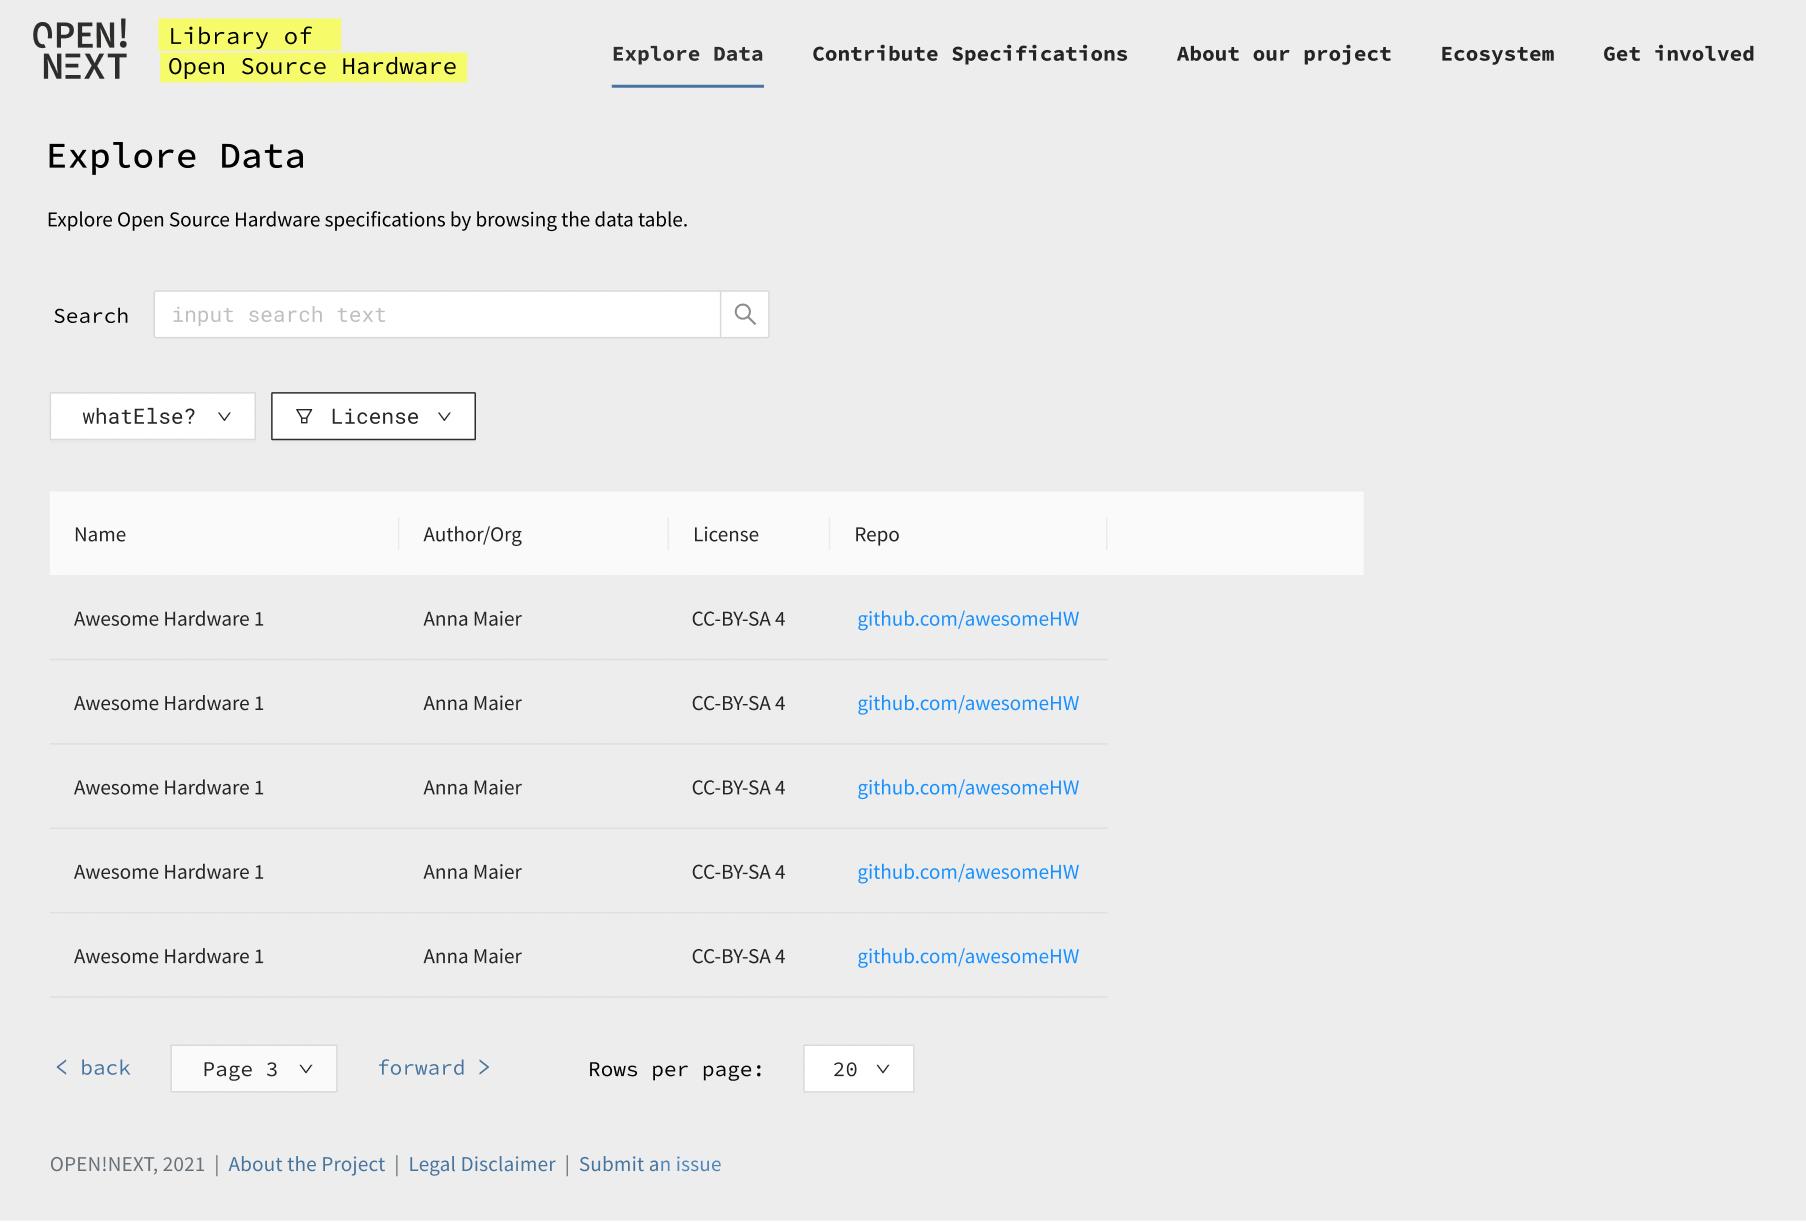 OPEN!
NEXT
Library of
Open Source Hardware
Explore Data
Contribute Specifications
About our project
Ecosystem
Get involved
Explore Data
Explore Open Source Hardware specifications by browsing the data table.
Search
input search text
whatElse?
License
Name Author/Org License Repo
Awesome Hardware 1 Anna Maier CC-BY-SA 4 github.com/awesomeHW
Awesome Hardware 1 Anna Maier CC-BY-SA 4 github.com/awesomeHW
Awesome Hardware 1 Anna Maier CC-BY-SA 4 github.com/awesomeHW
Awesome Hardware 1 Anna Maier CC-BY-SA 4 github.com/awesomeHW
Awesome Hardware 1 Anna Maier CC-BY-SA 4 github.com/awesomeHW
< back Page 3 forward > Rows per page: 20
OPEN!NEXT, 2021 | About the Project | Legal Disclaimer | Submit an issue